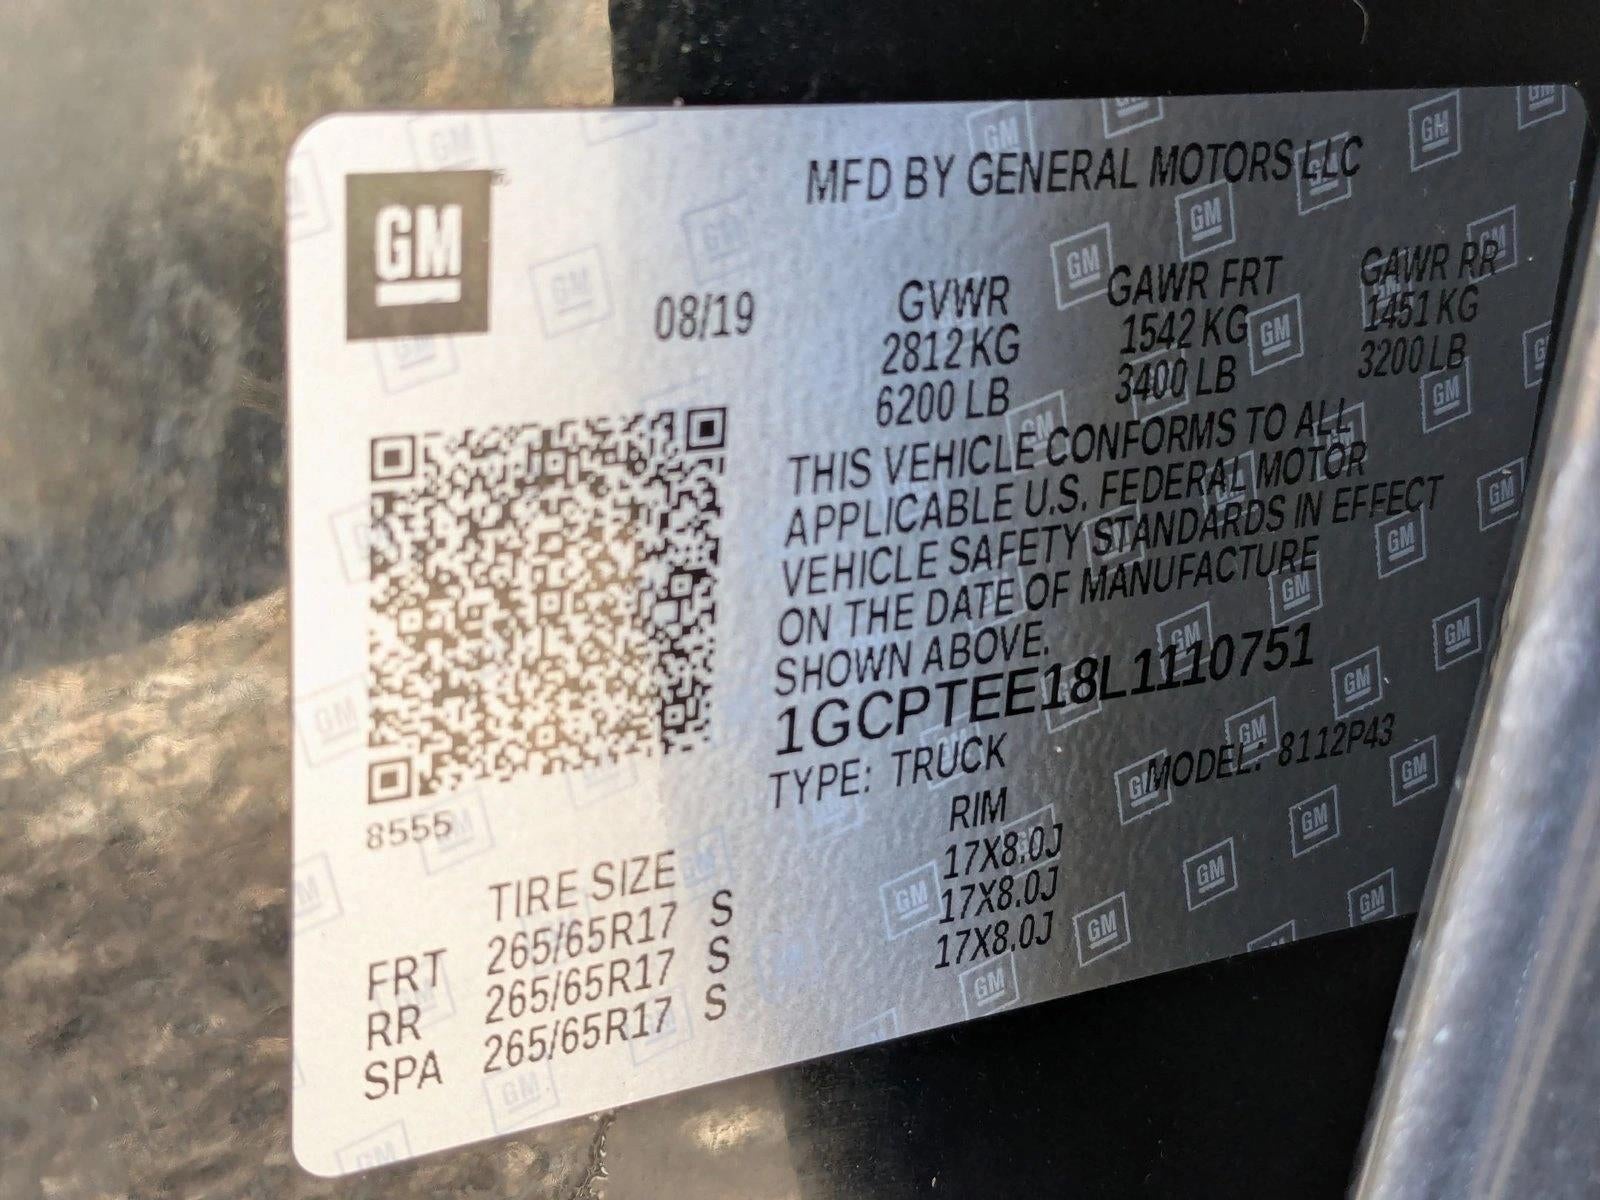 GM
MFD BY GENERAL MOTORS LLC
08/19
GVWR GAWR FRT GAWR RR
2812 KG 1542 KG 1451 KG
6200 LB 3400 LB 3200 LB
THIS VEHICLE CONFORMS TO ALL
APPLICABLE U.S. FEDERAL MOTOR
VEHICLE SAFETY STANDARDS IN EFFECT
ON THE DATE OF MANUFACTURE
SHOWN ABOVE.
1GCPTEE18L1110751
TYPE: TRUCK MODEL: 8112P43
8555
TIRE SIZE RIM
FRT 265/65R17 S 17X8.0J
RR 265/65R17 S 17X8.0J
SPA 265/65R17 S 17X8.0J